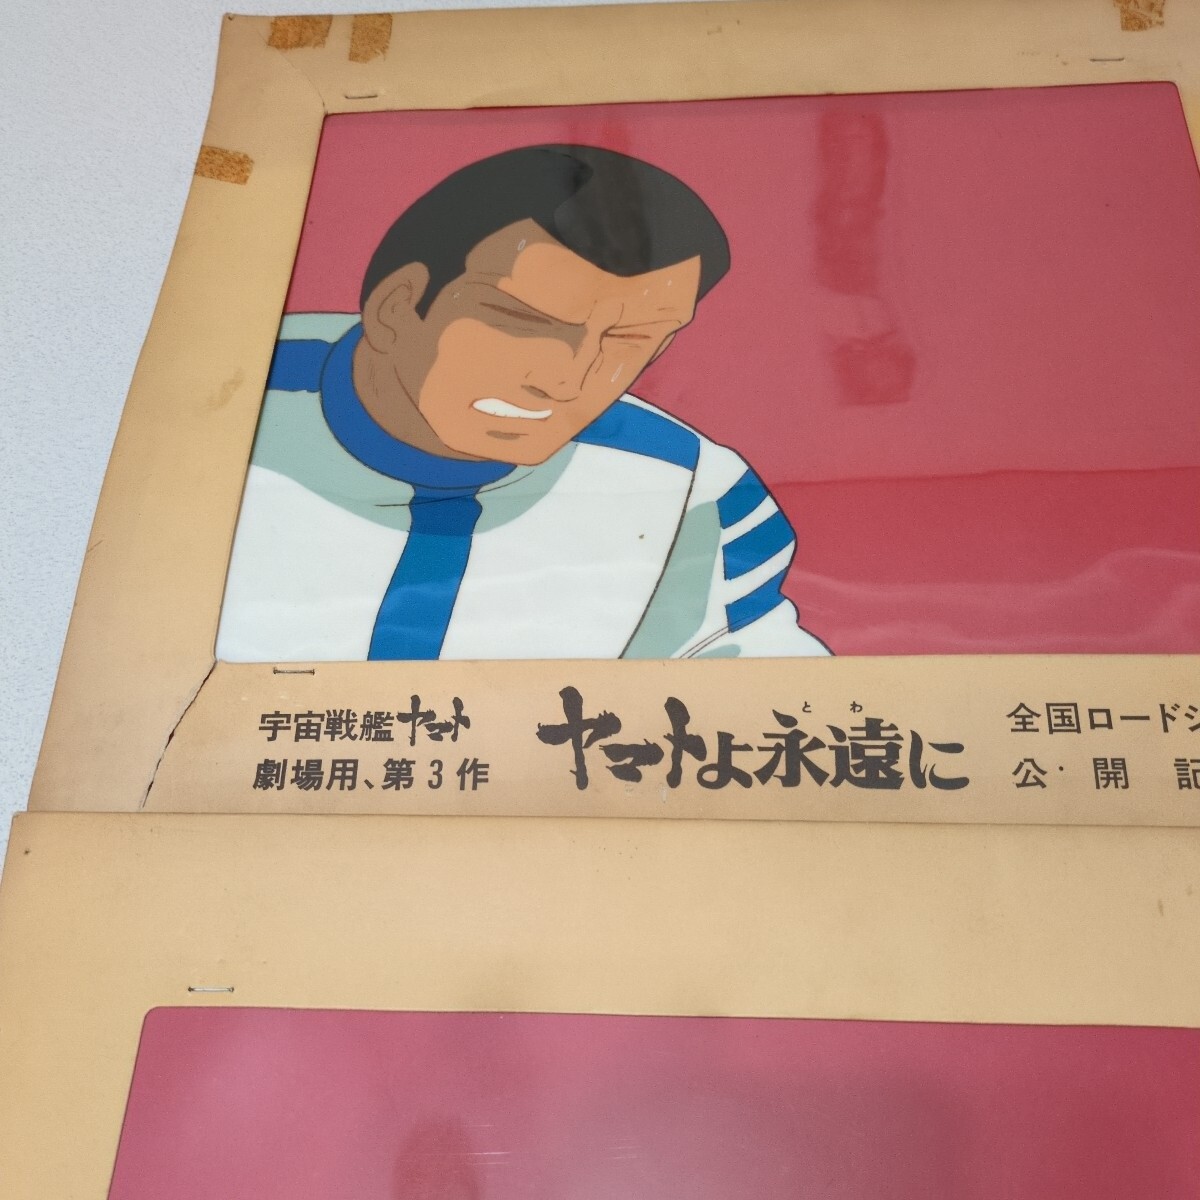 宇宙戦艦ヤマト
劇場用、第3作
ヤマトよ永遠に
とわ
全国ロードシ
公開記